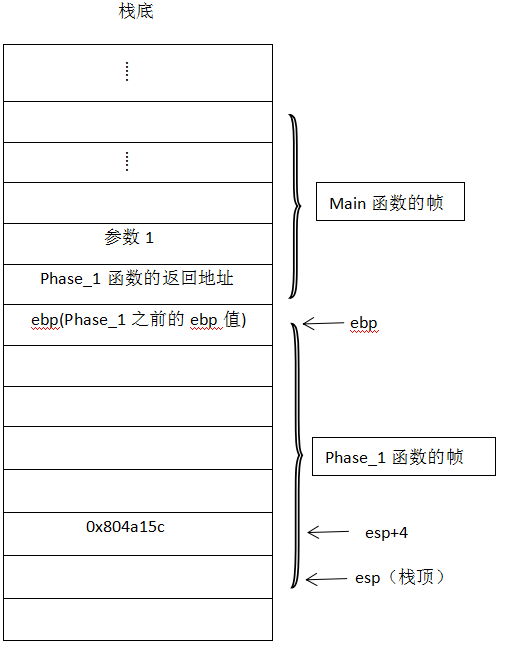 栈底
⋮
⋮
Main 函数的帧
参数 1
Phase_1 函数的返回地址
ebp(Phase_1 之前的 ebp 值)
ebp
Phase_1 函数的帧
0x804a15c
esp+4
esp（栈顶）